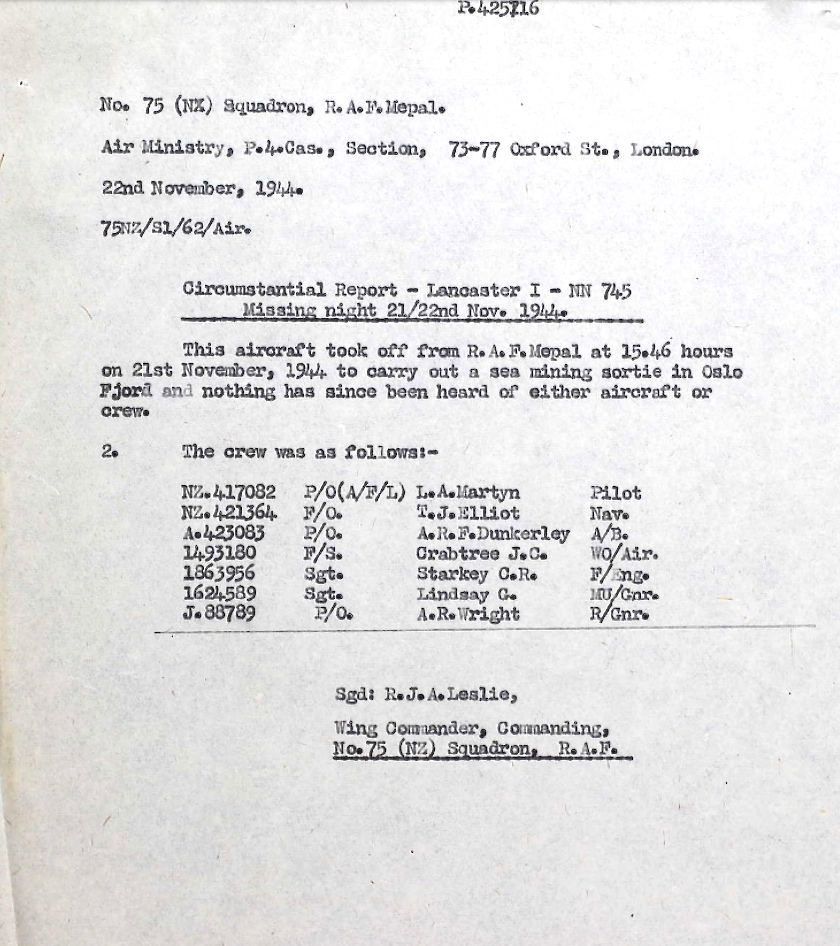 P.425716
No. 75 (NZ) Squadron, R.A.F.Mepal.
Air Ministry, P.4.Cas., Section, 73-77 Oxford St., London.
22nd November, 1944.
75NZ/S1/62/Air.
Circumstantial Report - Lancaster I - NN 745
Missing night 21/22nd Nov. 1944.
This aircraft took off from R.A.F.Mepal at 15.46 hours
on 21st November, 1944 to carry out a sea mining sortie in Oslo
Fjord and nothing has since been heard of either aircraft or
crew.
2. The crew was as follows:-
NZ.417082 P/O(A/F/L) L.A.Martyn Pilot
NZ.421364 F/O. T.J.Elliot Nav.
A.423083 P/O. A.R.F.Dunkerley A/B.
1493180 F/S. Crabtree J.C. WO/Air.
1863956 Sgt. Starkey C.R. F/Eng.
1624589 Sgt. Lindsay G. MU/Gnr.
J.88789 P/O. A.R.Wright R/Gnr.
Sgd: R.J.A.Leslie,
Wing Commander, Commanding,
No.75 (NZ) Squadron, R.A.F.